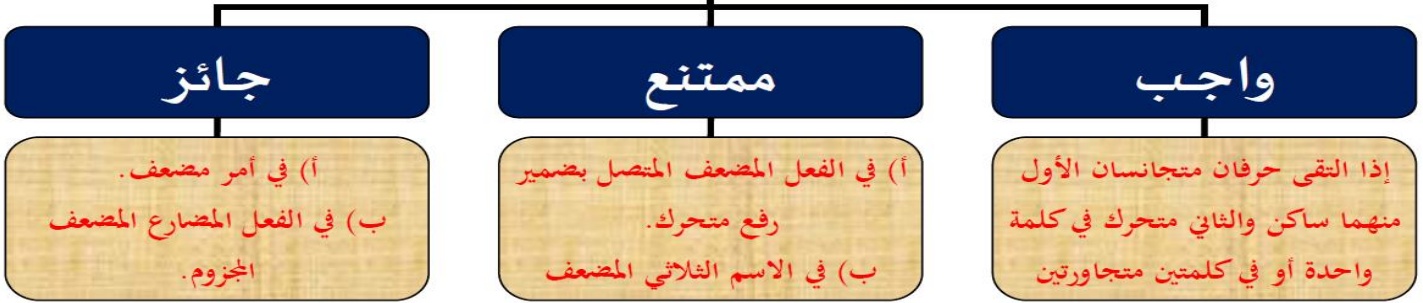 واجب
إذا التقى حرفان متجانسان الأول
منهما ساكن والثاني متحرك في كلمة
واحدة أو في كلمتين متجاورتين
ممتنع
أ) في الفعل المضعف المتصل بضمير
رفع متحرك.
ب) في الاسم الثلاثي المضعف
جائز
أ) في أمر مضعف.
ب) في الفعل المضارع المضعف
المجزوم.